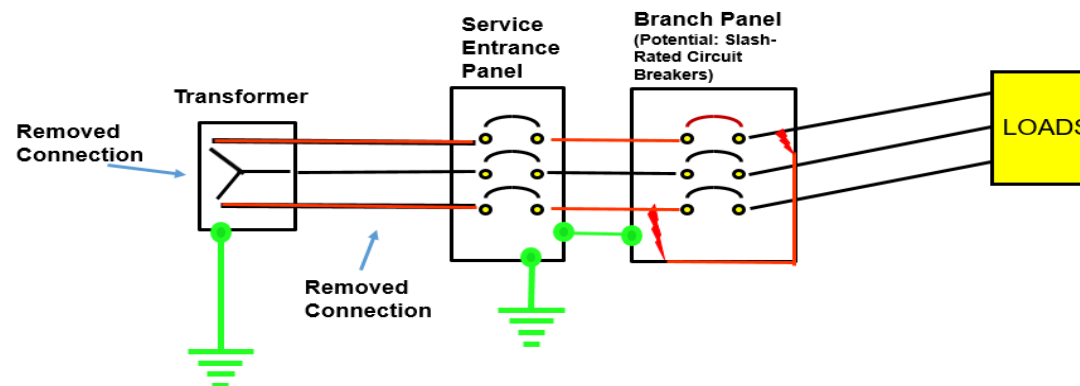 Service
Entrance
Panel
Branch Panel
(Potential: Slash-
Rated Circuit
Breakers)
Transformer
Removed
Connection
LOADS
Removed
Connection